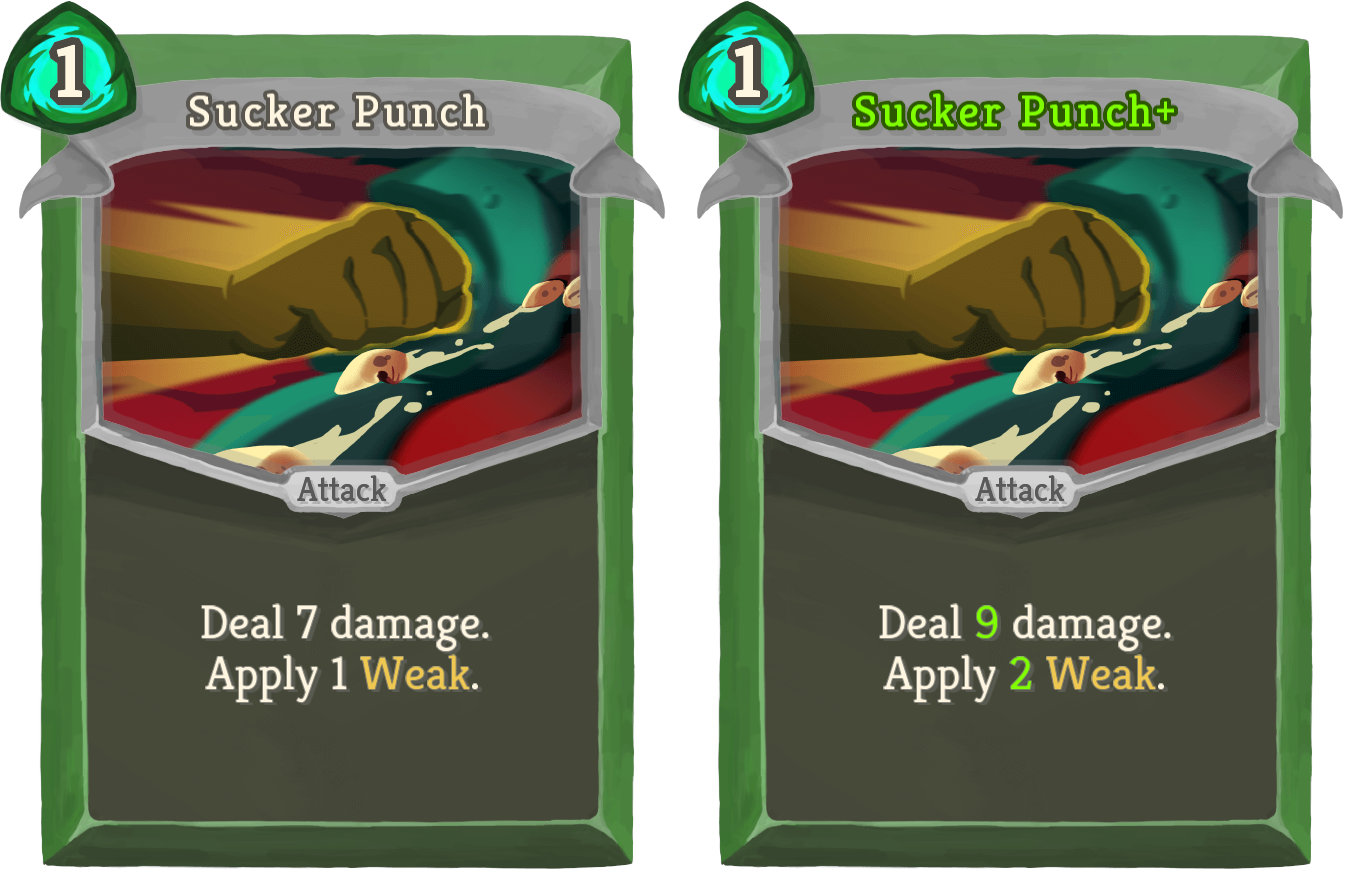 1
Sucker Punch
Attack
Deal 7 damage.
Apply 1 Weak.
1
Sucker Punch+
Attack
Deal 9 damage.
Apply 2 Weak.